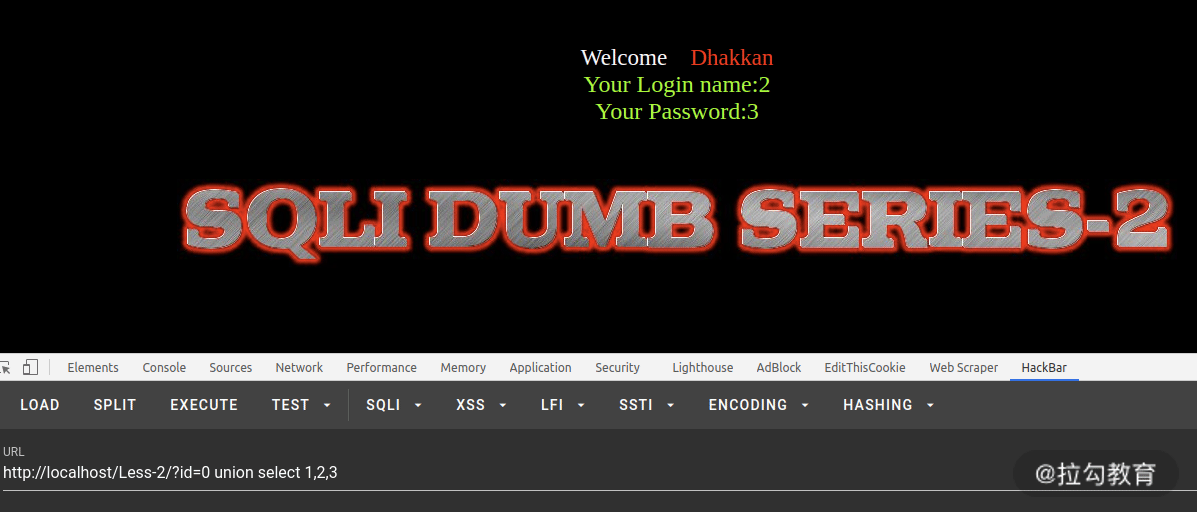 Welcome Dhakkan
Your Login name:2
Your Password:3
SQLI DUMB SERIES-2
Elements Console Sources Network Performance Memory Application Security Lighthouse AdBlock EditThisCookie Web Scraper HackBar
LOAD SPLIT EXECUTE TEST SQLI XSS LFI SSTI ENCODING HASHING
URL
http://localhost/Less-2/?id=0 union select 1,2,3
@拉勾教育